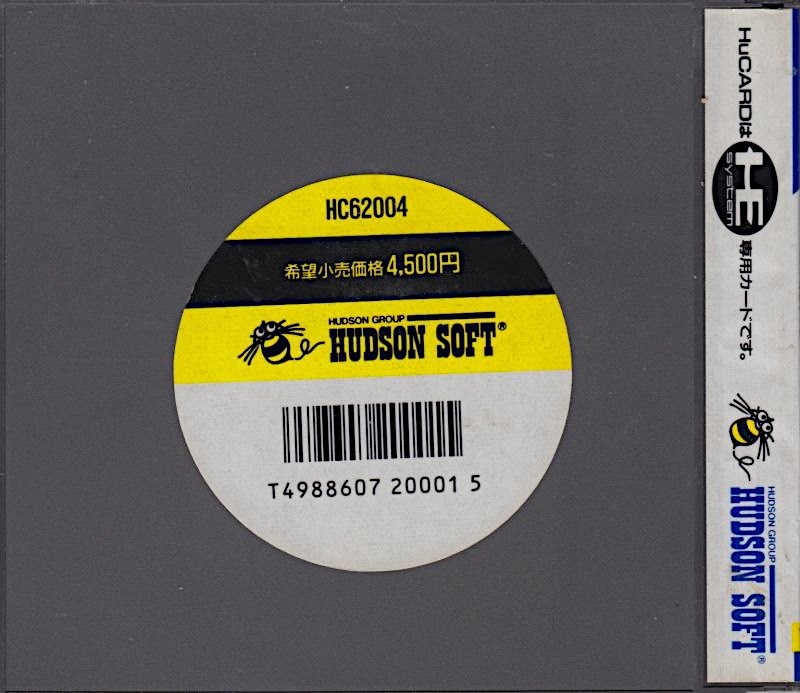 HC62004
希望小売価格4,500円
HUDSON GROUP
HUDSON SOFT®
T4988607 20001 5
HuCARDは HE system 専用カードです。
HUDSON GROUP
HUDSON SOFT®